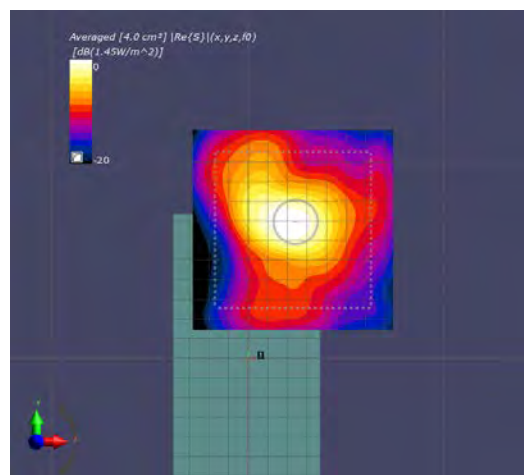 Averaged [4.0 cm²] |Re{S}|(x,y,z,f0)
[dB(1.45W/m^2)]
0
-20